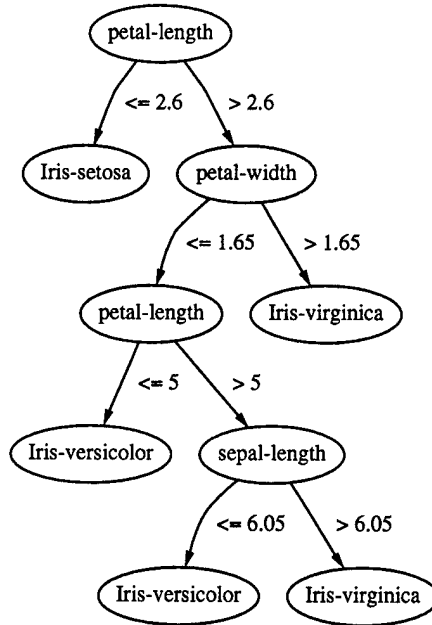 petal-length
<= 2.6
> 2.6
Iris-setosa
petal-width
<= 1.65
> 1.65
petal-length
Iris-virginica
<= 5
> 5
Iris-versicolor
sepal-length
<= 6.05
> 6.05
Iris-versicolor
Iris-virginica